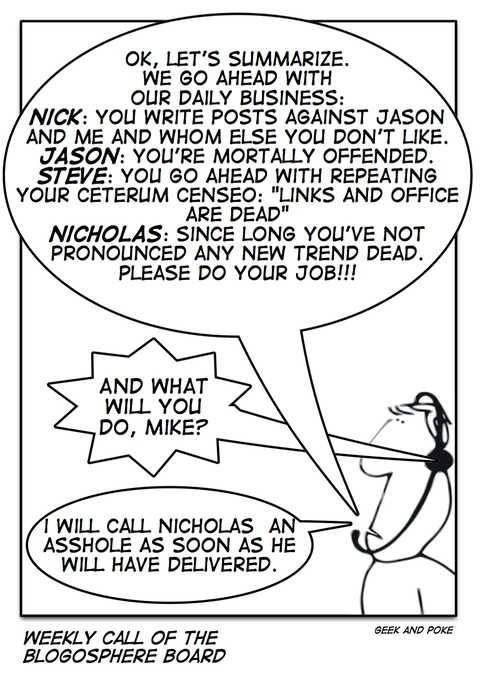 OK, LET'S SUMMARIZE.
WE GO AHEAD WITH
OUR DAILY BUSINESS:
NICK: YOU WRITE POSTS AGAINST JASON
AND ME AND WHOM ELSE YOU DON'T LIKE.
JASON: YOU'RE MORTALLY OFFENDED.
STEVE: YOU GO AHEAD WITH REPEATING
YOUR CETERUM CENSEO: "LINKS AND OFFICE
ARE DEAD"
NICHOLAS: SINCE LONG YOU'VE NOT
PRONOUNCED ANY NEW TREND DEAD.
PLEASE DO YOUR JOB!!!
AND WHAT
WILL YOU
DO, MIKE?
I WILL CALL NICHOLAS AN
ASSHOLE AS SOON AS HE
WILL HAVE DELIVERED.
GEEK AND POKE
WEEKLY CALL OF THE
BLOGOSPHERE BOARD